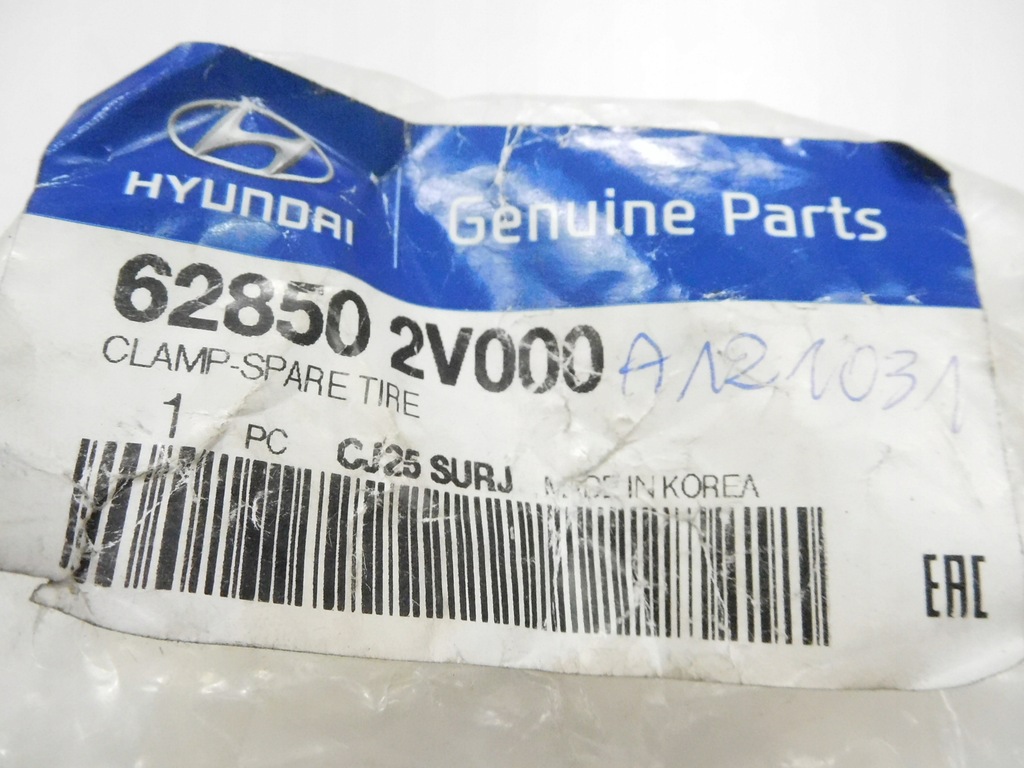 HYUNDAI
Genuine Parts
62850 2V000 A121031
CLAMP-SPARE TIRE
1 PC CJ25 SURJ MADE IN KOREA
EAC